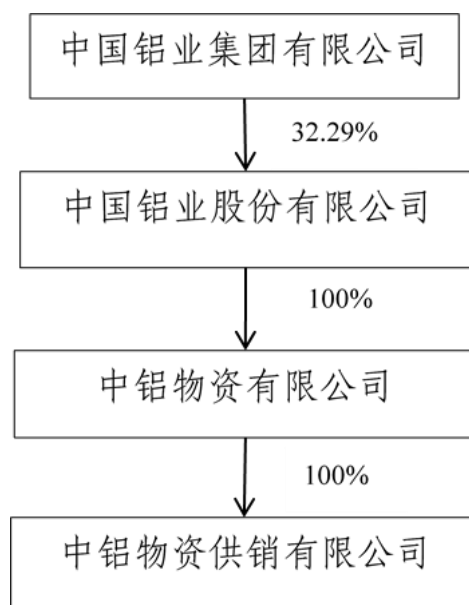 中国铝业集团有限公司
32.29%
中国铝业股份有限公司
100%
中铝物资有限公司
100%
中铝物资供销有限公司